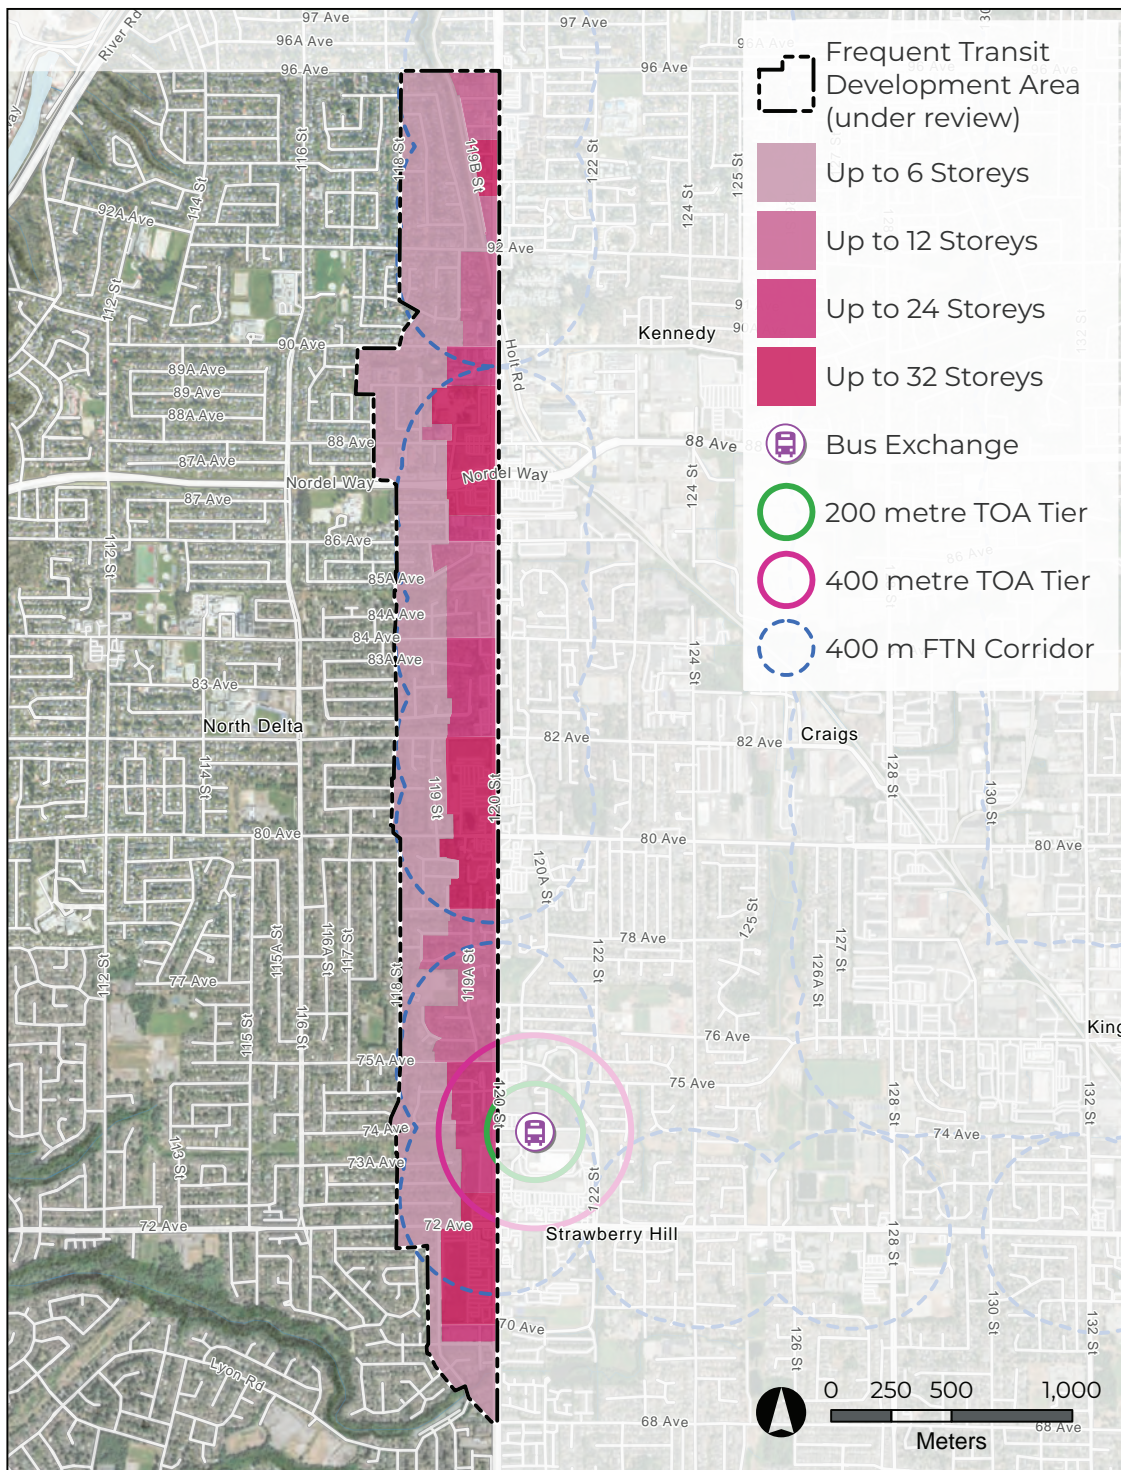 97 Ave
97 Ave
River Rd
96A Ave
96A Ave
96 Ave
96 Ave
96 Ave
Frequent Transit
Development Area
(under review)
Up to 6 Storeys
Up to 12 Storeys
Up to 24 Storeys
Up to 32 Storeys
Bus Exchange
200 metre TOA Tier
400 metre TOA Tier
400 m FTN Corridor
116 St
118 St
119B St
122 St
124 St
125 St
114 St
92A Ave
92 Ave
112 St
90 Ave
Kennedy
Holt Rd
132 St
89A Ave
89 Ave
88A Ave
88 Ave
88 Ave
87A Ave
Nordel Way
Nordel Way
87 Ave
124 St
86 Ave
86 Ave
112 St
85A Ave
84A Ave
84 Ave
83A Ave
83 Ave
124 St
North Delta
82 Ave
82 Ave
Craigs
114 St
119 St
120 St
128 St
130 St
80 Ave
80 Ave
80 Ave
120A St
125 St
78 Ave
115A St
116A St
117 St
112 St
77 Ave
118 St
119A St
122 St
126A St
127 St
115 St
116 St
76 Ave
King
75A Ave
75 Ave
120 St
128 St
132 St
74 Ave
74 Ave
113 St
73A Ave
122 St
72 Ave
72 Ave
Strawberry Hill
128 St
70 Ave
126 St
130 St
132 St
Lyon Rd
68 Ave
68 Ave
0 250 500 1,000
Meters